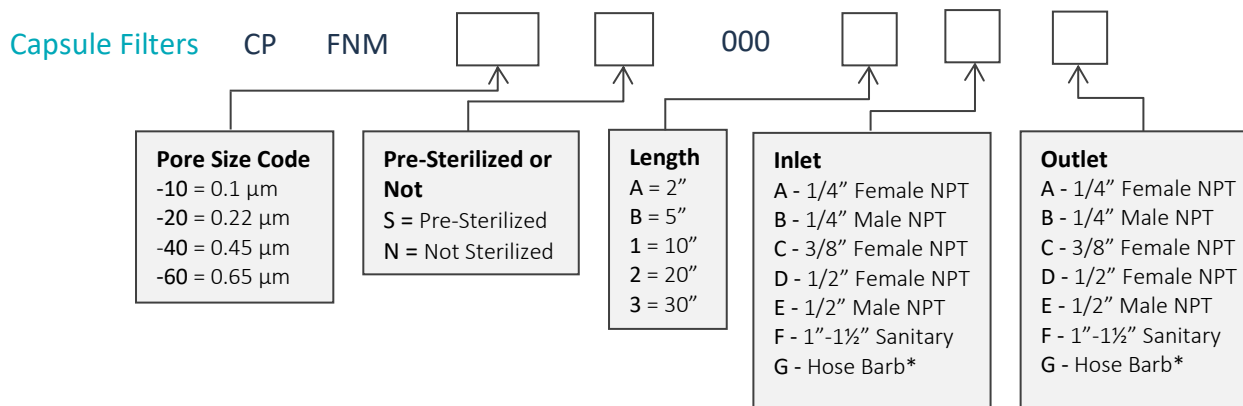 Capsule Filters CP FNM 000
Pore Size Code
-10 = 0.1 µm
-20 = 0.22 µm
-40 = 0.45 µm
-60 = 0.65 µm
Pre-Sterilized or
Not
S = Pre-Sterilized
N = Not Sterilized
Length
A = 2”
B = 5”
1 = 10”
2 = 20”
3 = 30”
Inlet
A - 1/4” Female NPT
B - 1/4” Male NPT
C - 3/8” Female NPT
D - 1/2” Female NPT
E - 1/2” Male NPT
F - 1”-1½” Sanitary
G - Hose Barb*
Outlet
A - 1/4” Female NPT
B - 1/4” Male NPT
C - 3/8” Female NPT
D - 1/2” Female NPT
E - 1/2” Male NPT
F - 1”-1½” Sanitary
G - Hose Barb*